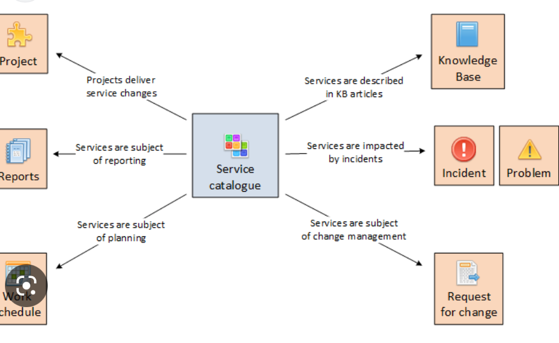 Project
Projects deliver
service changes
Services are described
in KB articles
Knowledge
Base
Reports
Services are subject
of reporting
Service
catalogue
Services are impacted
by incidents
Incident
Problem
Services are subject
of planning
Work
chedule
Services are subject
of change management
Request
for change